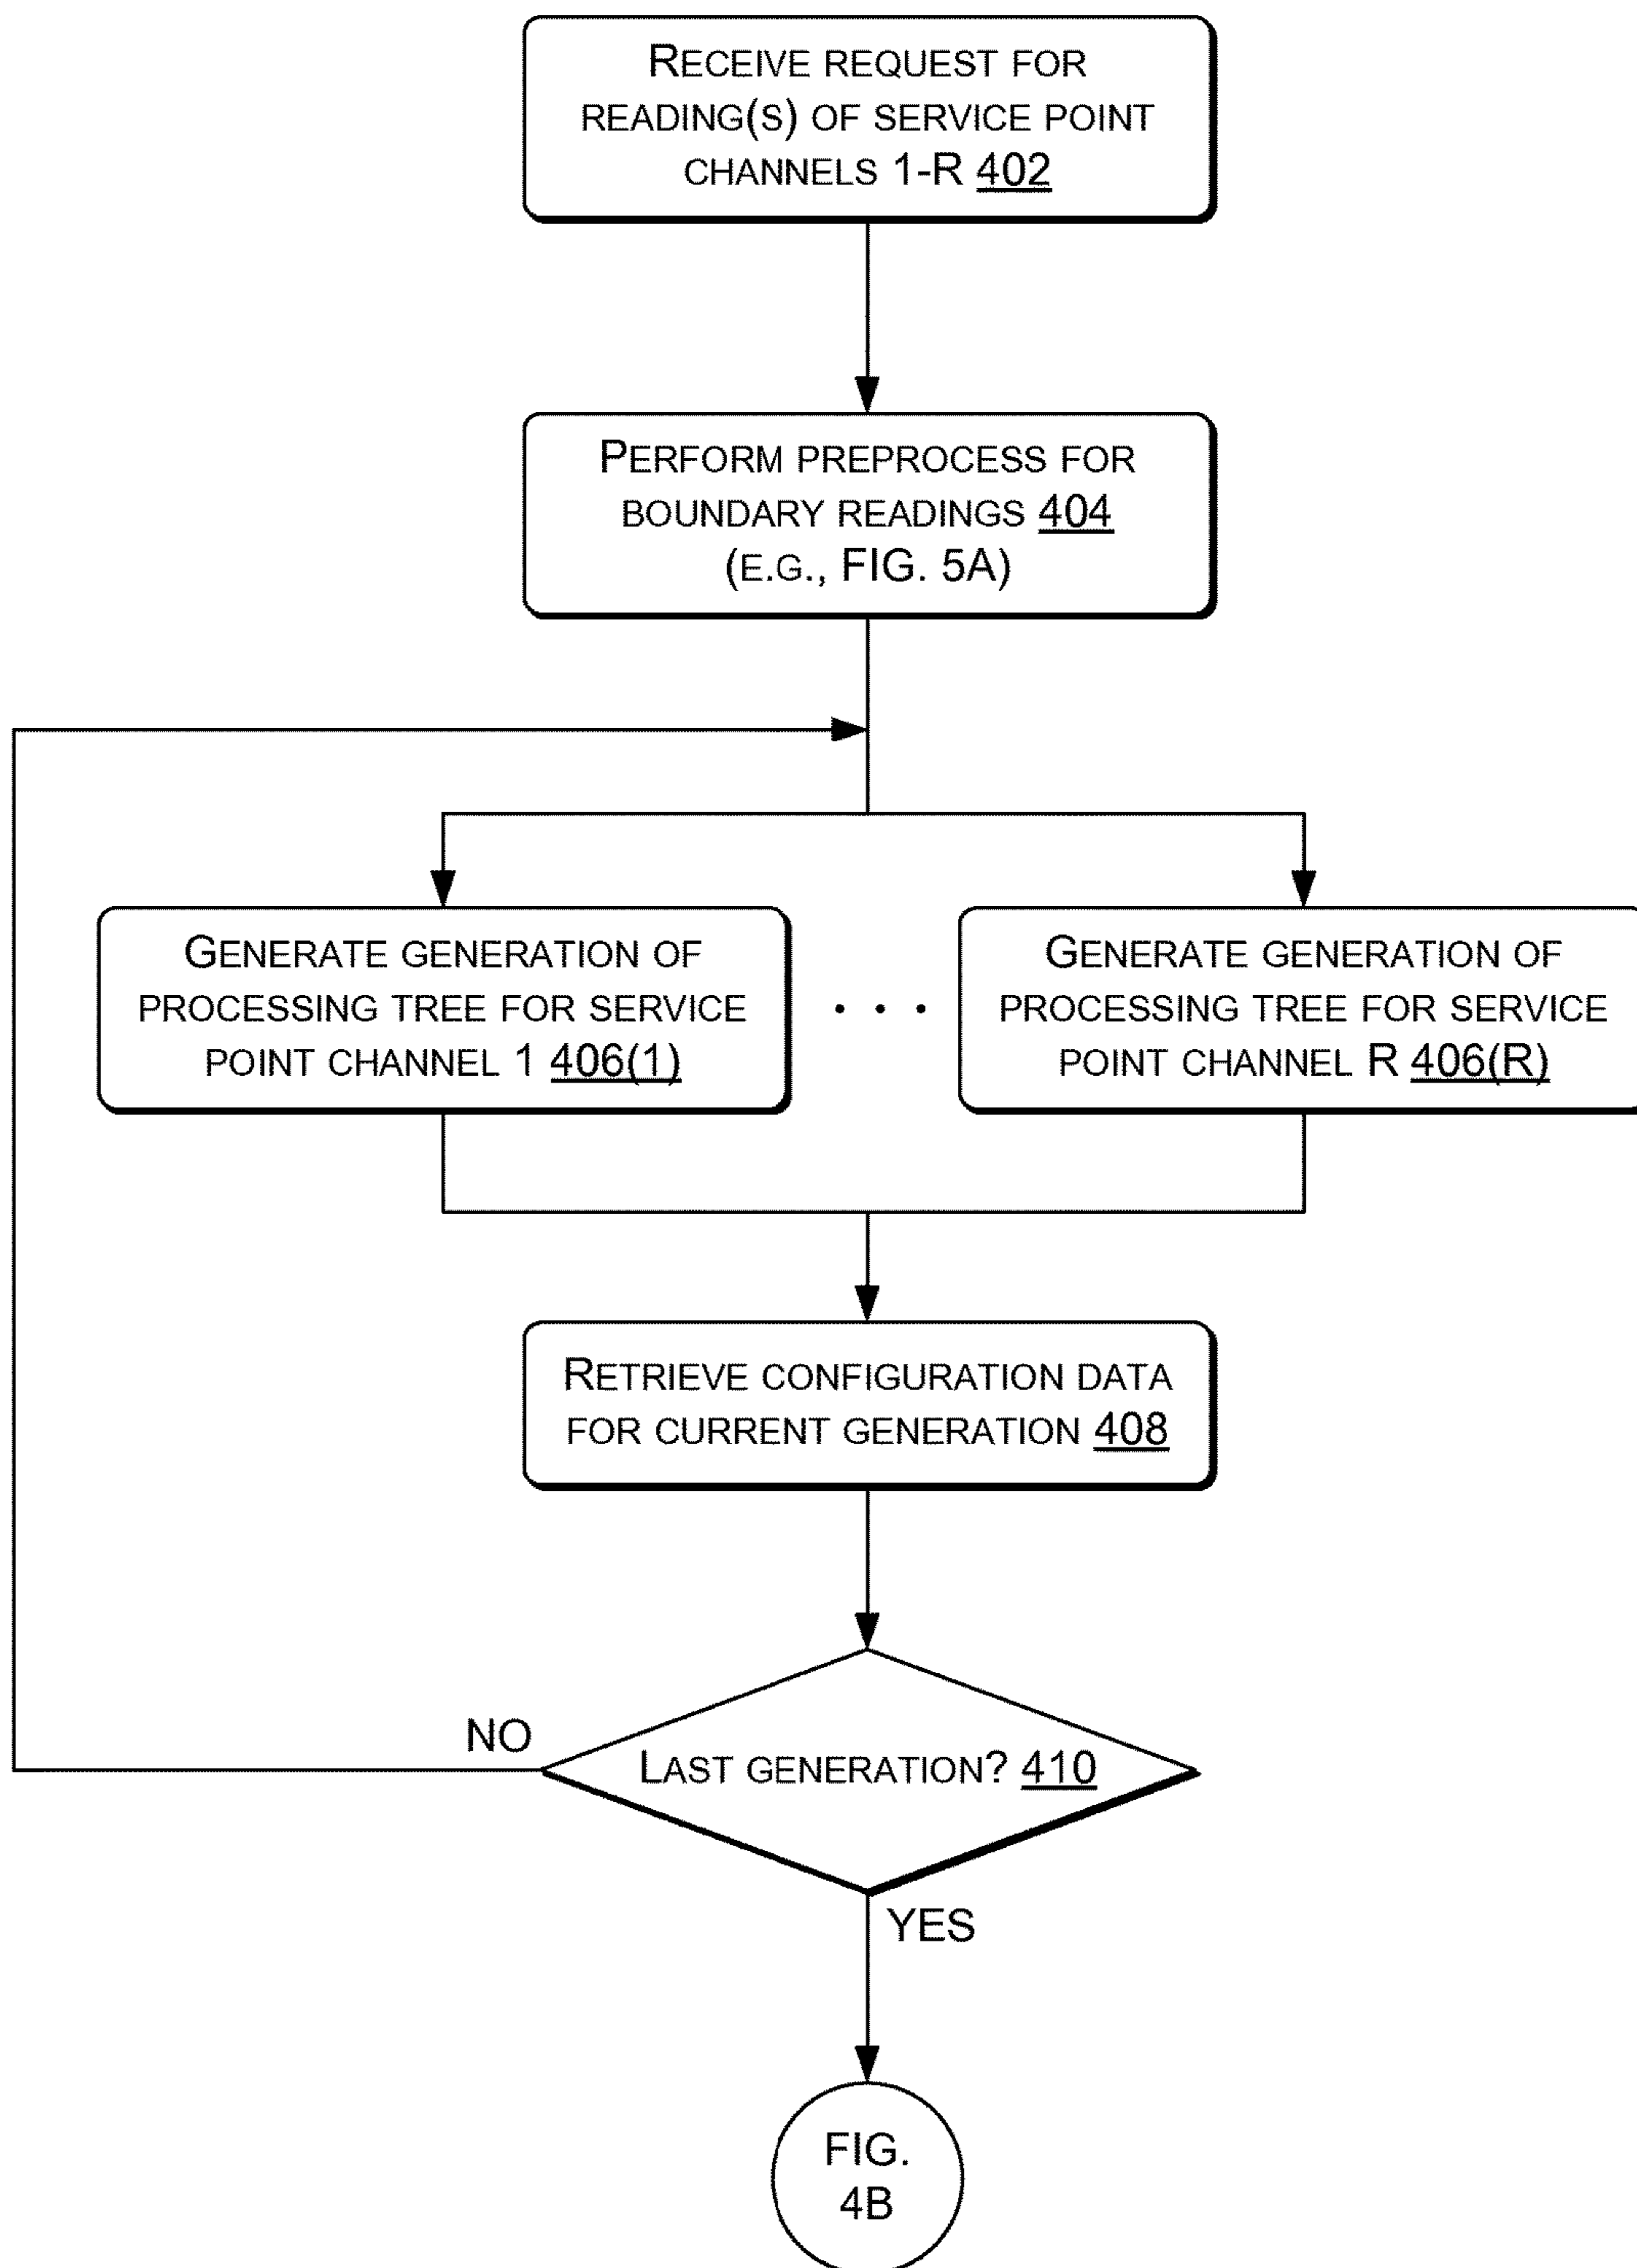 RECEIVE REQUEST FOR
READING(S) OF SERVICE POINT
CHANNELS 1-R 402
PERFORM PREPROCESS FOR
BOUNDARY READINGS 404
(E.G., FIG. 5A)
GENERATE GENERATION OF
PROCESSING TREE FOR SERVICE
POINT CHANNEL 1 406(1)
. . .
GENERATE GENERATION OF
PROCESSING TREE FOR SERVICE
POINT CHANNEL R 406(R)
RETRIEVE CONFIGURATION DATA
FOR CURRENT GENERATION 408
NO
LAST GENERATION? 410
YES
FIG.
4B